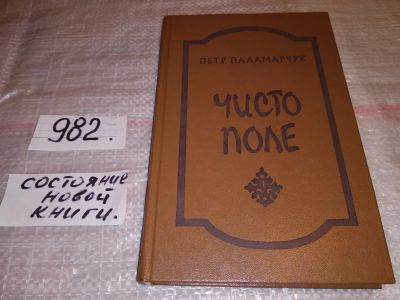 ПЕТР ПАЛАМАРЧУК
ЧИСТО
ПОЛЕ
982.
СОСТОЯНИЕ
НОВОЙ
КНИГИ.